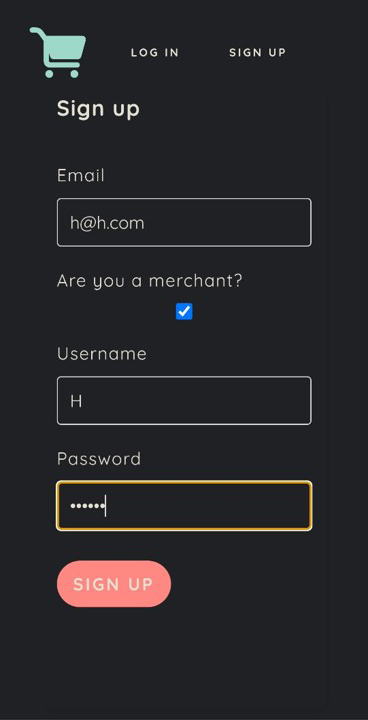 LOG IN SIGN UP
Sign up
Email
h@h.com
Are you a merchant?
Username
H
Password
••••••
SIGN UP